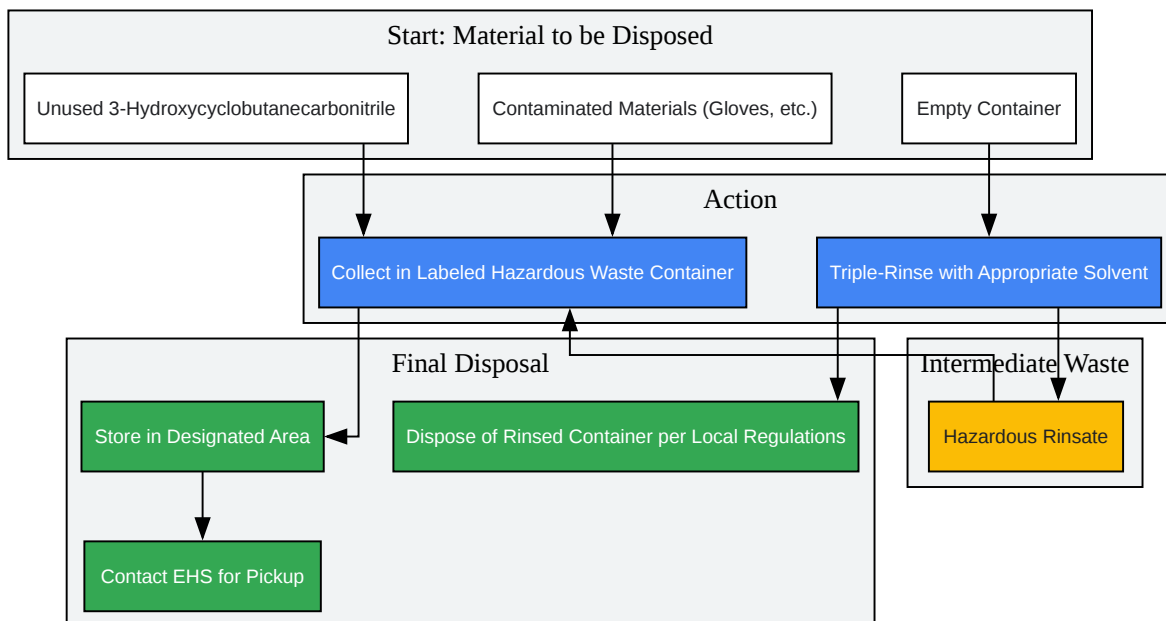 Start: Material to be Disposed
Unused 3-Hydroxycyclobutanecarbonitrile
Contaminated Materials (Gloves, etc.)
Empty Container
Action
Collect in Labeled Hazardous Waste Container
Triple-Rinse with Appropriate Solvent
Final Disposal
Intermediate Waste
Store in Designated Area
Dispose of Rinsed Container per Local Regulations
Hazardous Rinsate
Contact EHS for Pickup